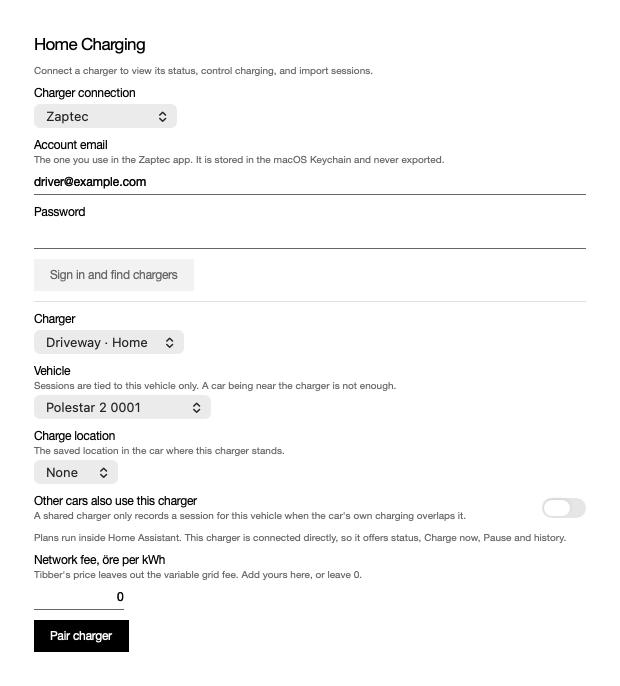 Home Charging
Connect a charger to view its status, control charging, and import sessions.
Charger connection
Zaptec
Account email
The one you use in the Zaptec app. It is stored in the macOS Keychain and never exported.
driver@example.com
Password
Sign in and find chargers
Charger
Driveway · Home
Vehicle
Sessions are tied to this vehicle only. A car being near the charger is not enough.
Polestar 2 0001
Charge location
The saved location in the car where this charger stands.
None
Other cars also use this charger
A shared charger only records a session for this vehicle when the car's own charging overlaps it.
Plans run inside Home Assistant. This charger is connected directly, so it offers status, Charge now, Pause and history.
Network fee, öre per kWh
Tibber's price leaves out the variable grid fee. Add yours here, or leave 0.
0
Pair charger